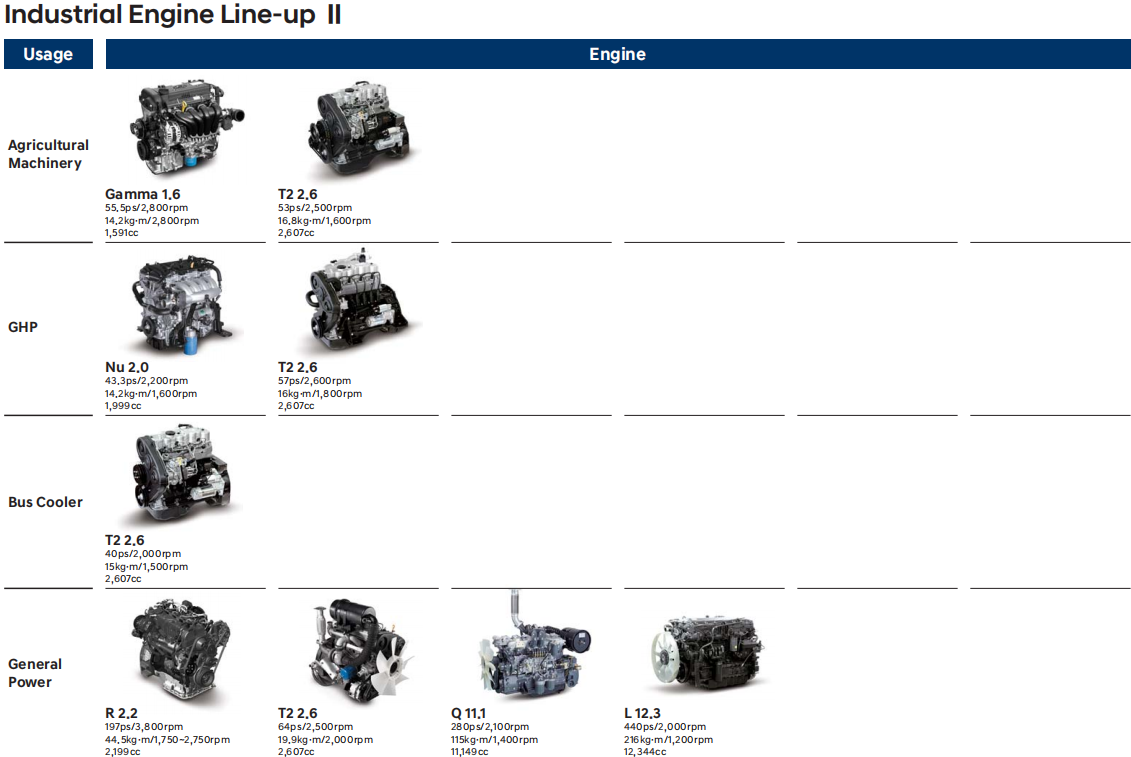 Industrial Engine Line-up II
Usage
Engine
Agricultural
Machinery
Gamma 1.6
55.5ps/2,800rpm
14.2kg·m/2,800rpm
1,591cc
T2 2.6
53ps/2,500rpm
16.8kg·m/1,600rpm
2,607cc
GHP
Nu 2.0
43.3ps/2,200rpm
14.2kg·m/1,600rpm
1,999cc
T2 2.6
57ps/2,600rpm
16kg·m/1,800rpm
2,607cc
Bus Cooler
T2 2.6
40ps/2,000rpm
15kg·m/1,500rpm
2,607cc
General
Power
R 2.2
197ps/3,800rpm
44.5kg·m/1,750~2,750rpm
2,199cc
T2 2.6
64ps/2,500rpm
19.9kg·m/2,000rpm
2,607cc
Q 11.1
280ps/2,100rpm
115kg·m/1,400rpm
11,149cc
L 12.3
440ps/2,000rpm
216kg·m/1,200rpm
12,344cc